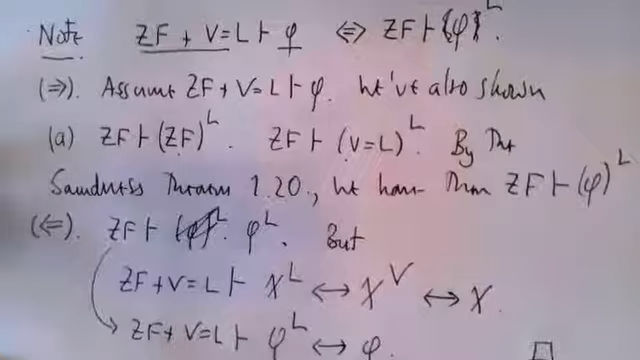 Note ZF + V=L ⊢ φ ⟺ ZF ⊢ (φ)^L.
(⇒). Assume ZF + V=L ⊢ φ. We've also shown
(a) ZF ⊢ (ZF)^L. ZF ⊢ (V=L)^L. By the
Soundness Theorem 1.20., we have then ZF ⊢ (φ)^L
(⇐). ZF ⊢ φ^L. But
ZF + V=L ⊢ χ^L ↔ χ^V ↔ χ.
ZF + V=L ⊢ φ^L ↔ φ. □